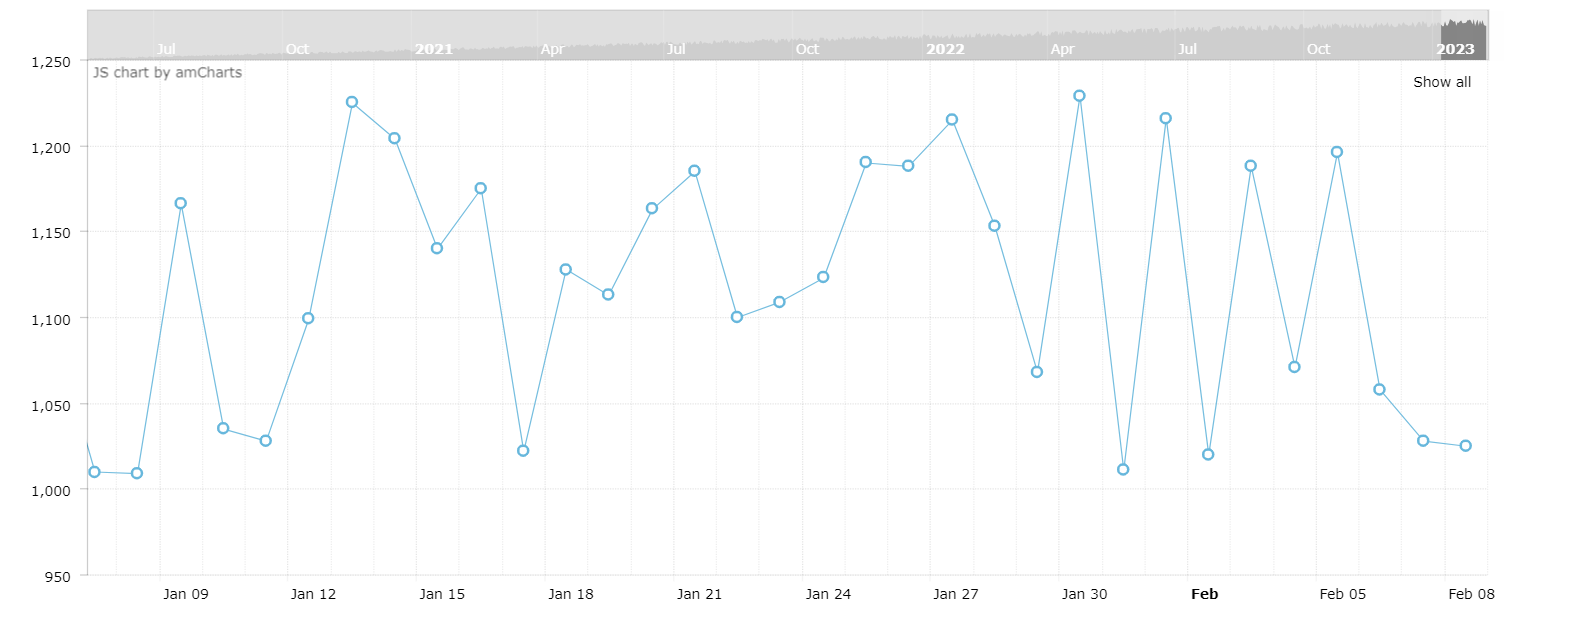 Jul Oct 2021 Apr Jul Oct 2022 Apr Jul Oct 2023
1,250
JS chart by amCharts
Show all
1,200
1,150
1,100
1,050
1,000
950
Jan 09 Jan 12 Jan 15 Jan 18 Jan 21 Jan 24 Jan 27 Jan 30 Feb Feb 05 Feb 08